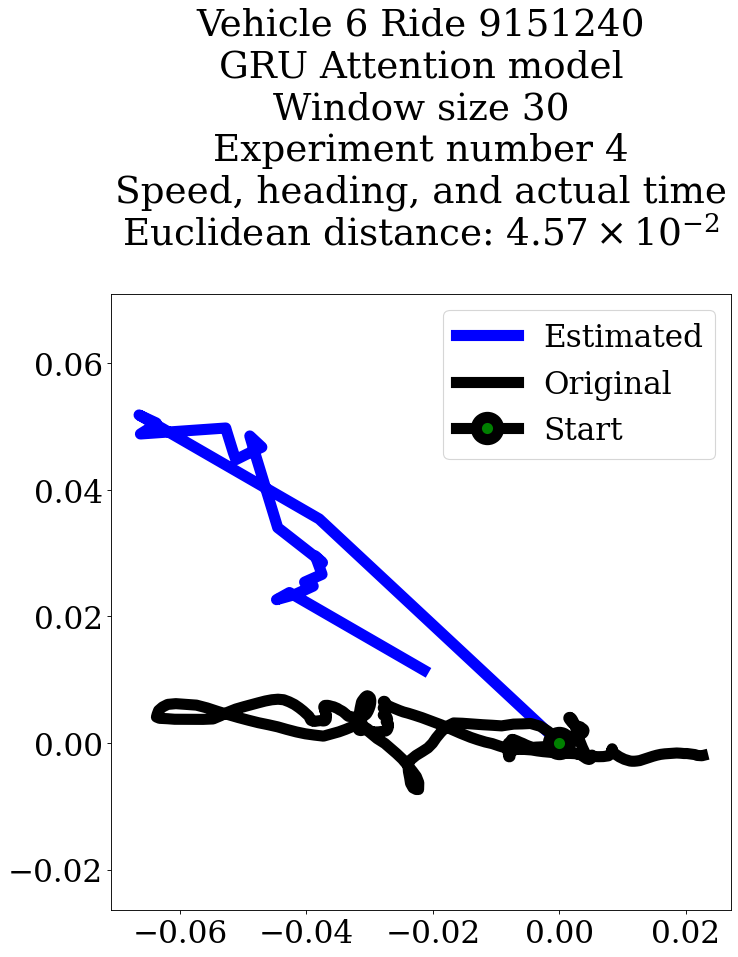 Vehicle 6 Ride 9151240
GRU Attention model
Window size 30
Experiment number 4
Speed, heading, and actual time
Euclidean distance: 4.57 × 10⁻²
Estimated
Original
Start
0.06
0.04
0.02
0.00
−0.02
−0.06 −0.04 −0.02 0.00 0.02